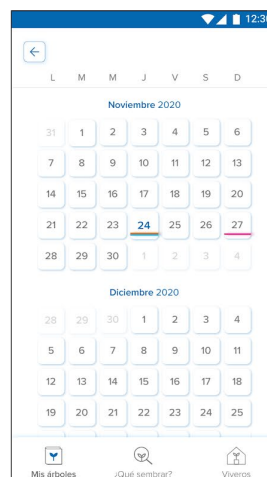 12:30
L M M J V S D
Noviembre 2020
31 1 2 3 4 5 6
7 8 9 10 11 12 13
14 15 16 17 18 19 20
21 22 23 24 25 26 27
28 29 30 1 2 3 4
Diciembre 2020
28 29 30 1 2 3 4
5 6 7 8 9 10 11
12 13 14 15 16 17 18
19 20 21 22 23 24 25
Mis árboles ¿Qué sembrar? Viveros